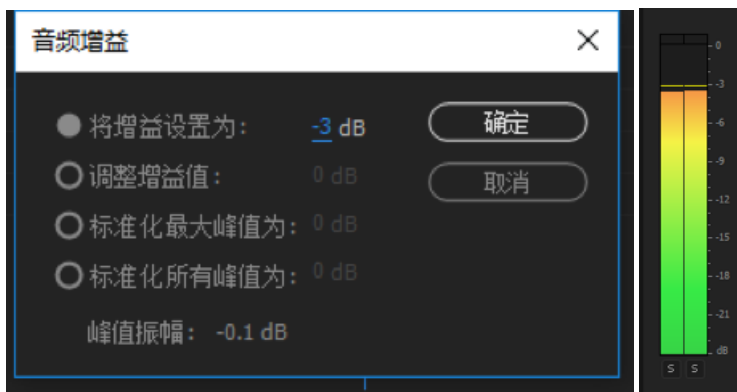 音频增益
将增益设置为: -3 dB
确定
调整增益值: 0 dB
取消
标准化最大峰值为: 0 dB
标准化所有峰值为: 0 dB
峰值振幅: -0.1 dB
0
-3
-6
-9
-12
-15
-18
-21
dB
S S